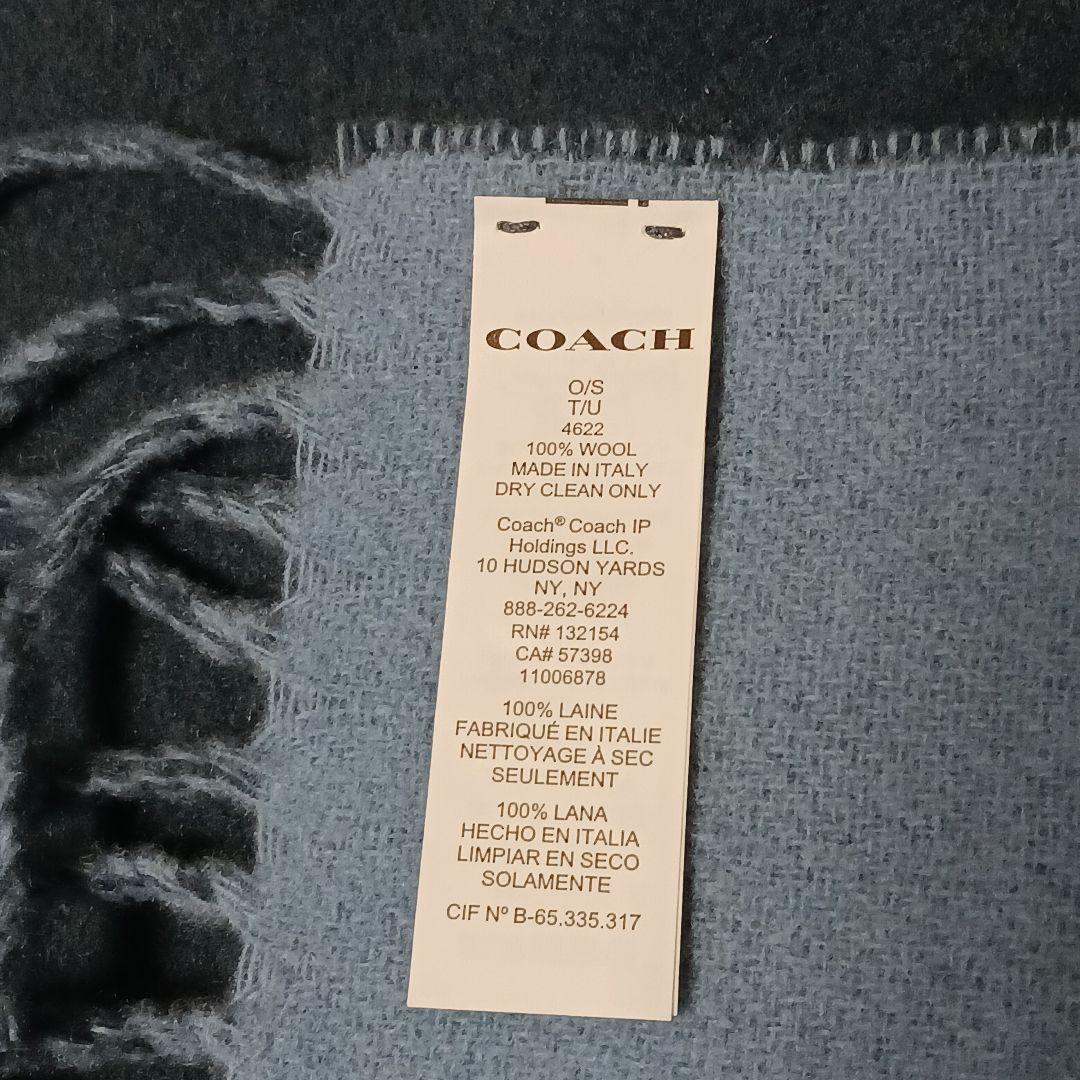 COACH
O/S
T/U
4622
100% WOOL
MADE IN ITALY
DRY CLEAN ONLY
Coach® Coach IP
Holdings LLC.
10 HUDSON YARDS
NY, NY
888-262-6224
RN# 132154
CA# 57398
11006878
100% LAINE
FABRIQUÉ EN ITALIE
NETTOYAGE À SEC
SEULEMENT
100% LANA
HECHO EN ITALIA
LIMPIAR EN SECO
SOLAMENTE
CIF Nº B-65.335.317